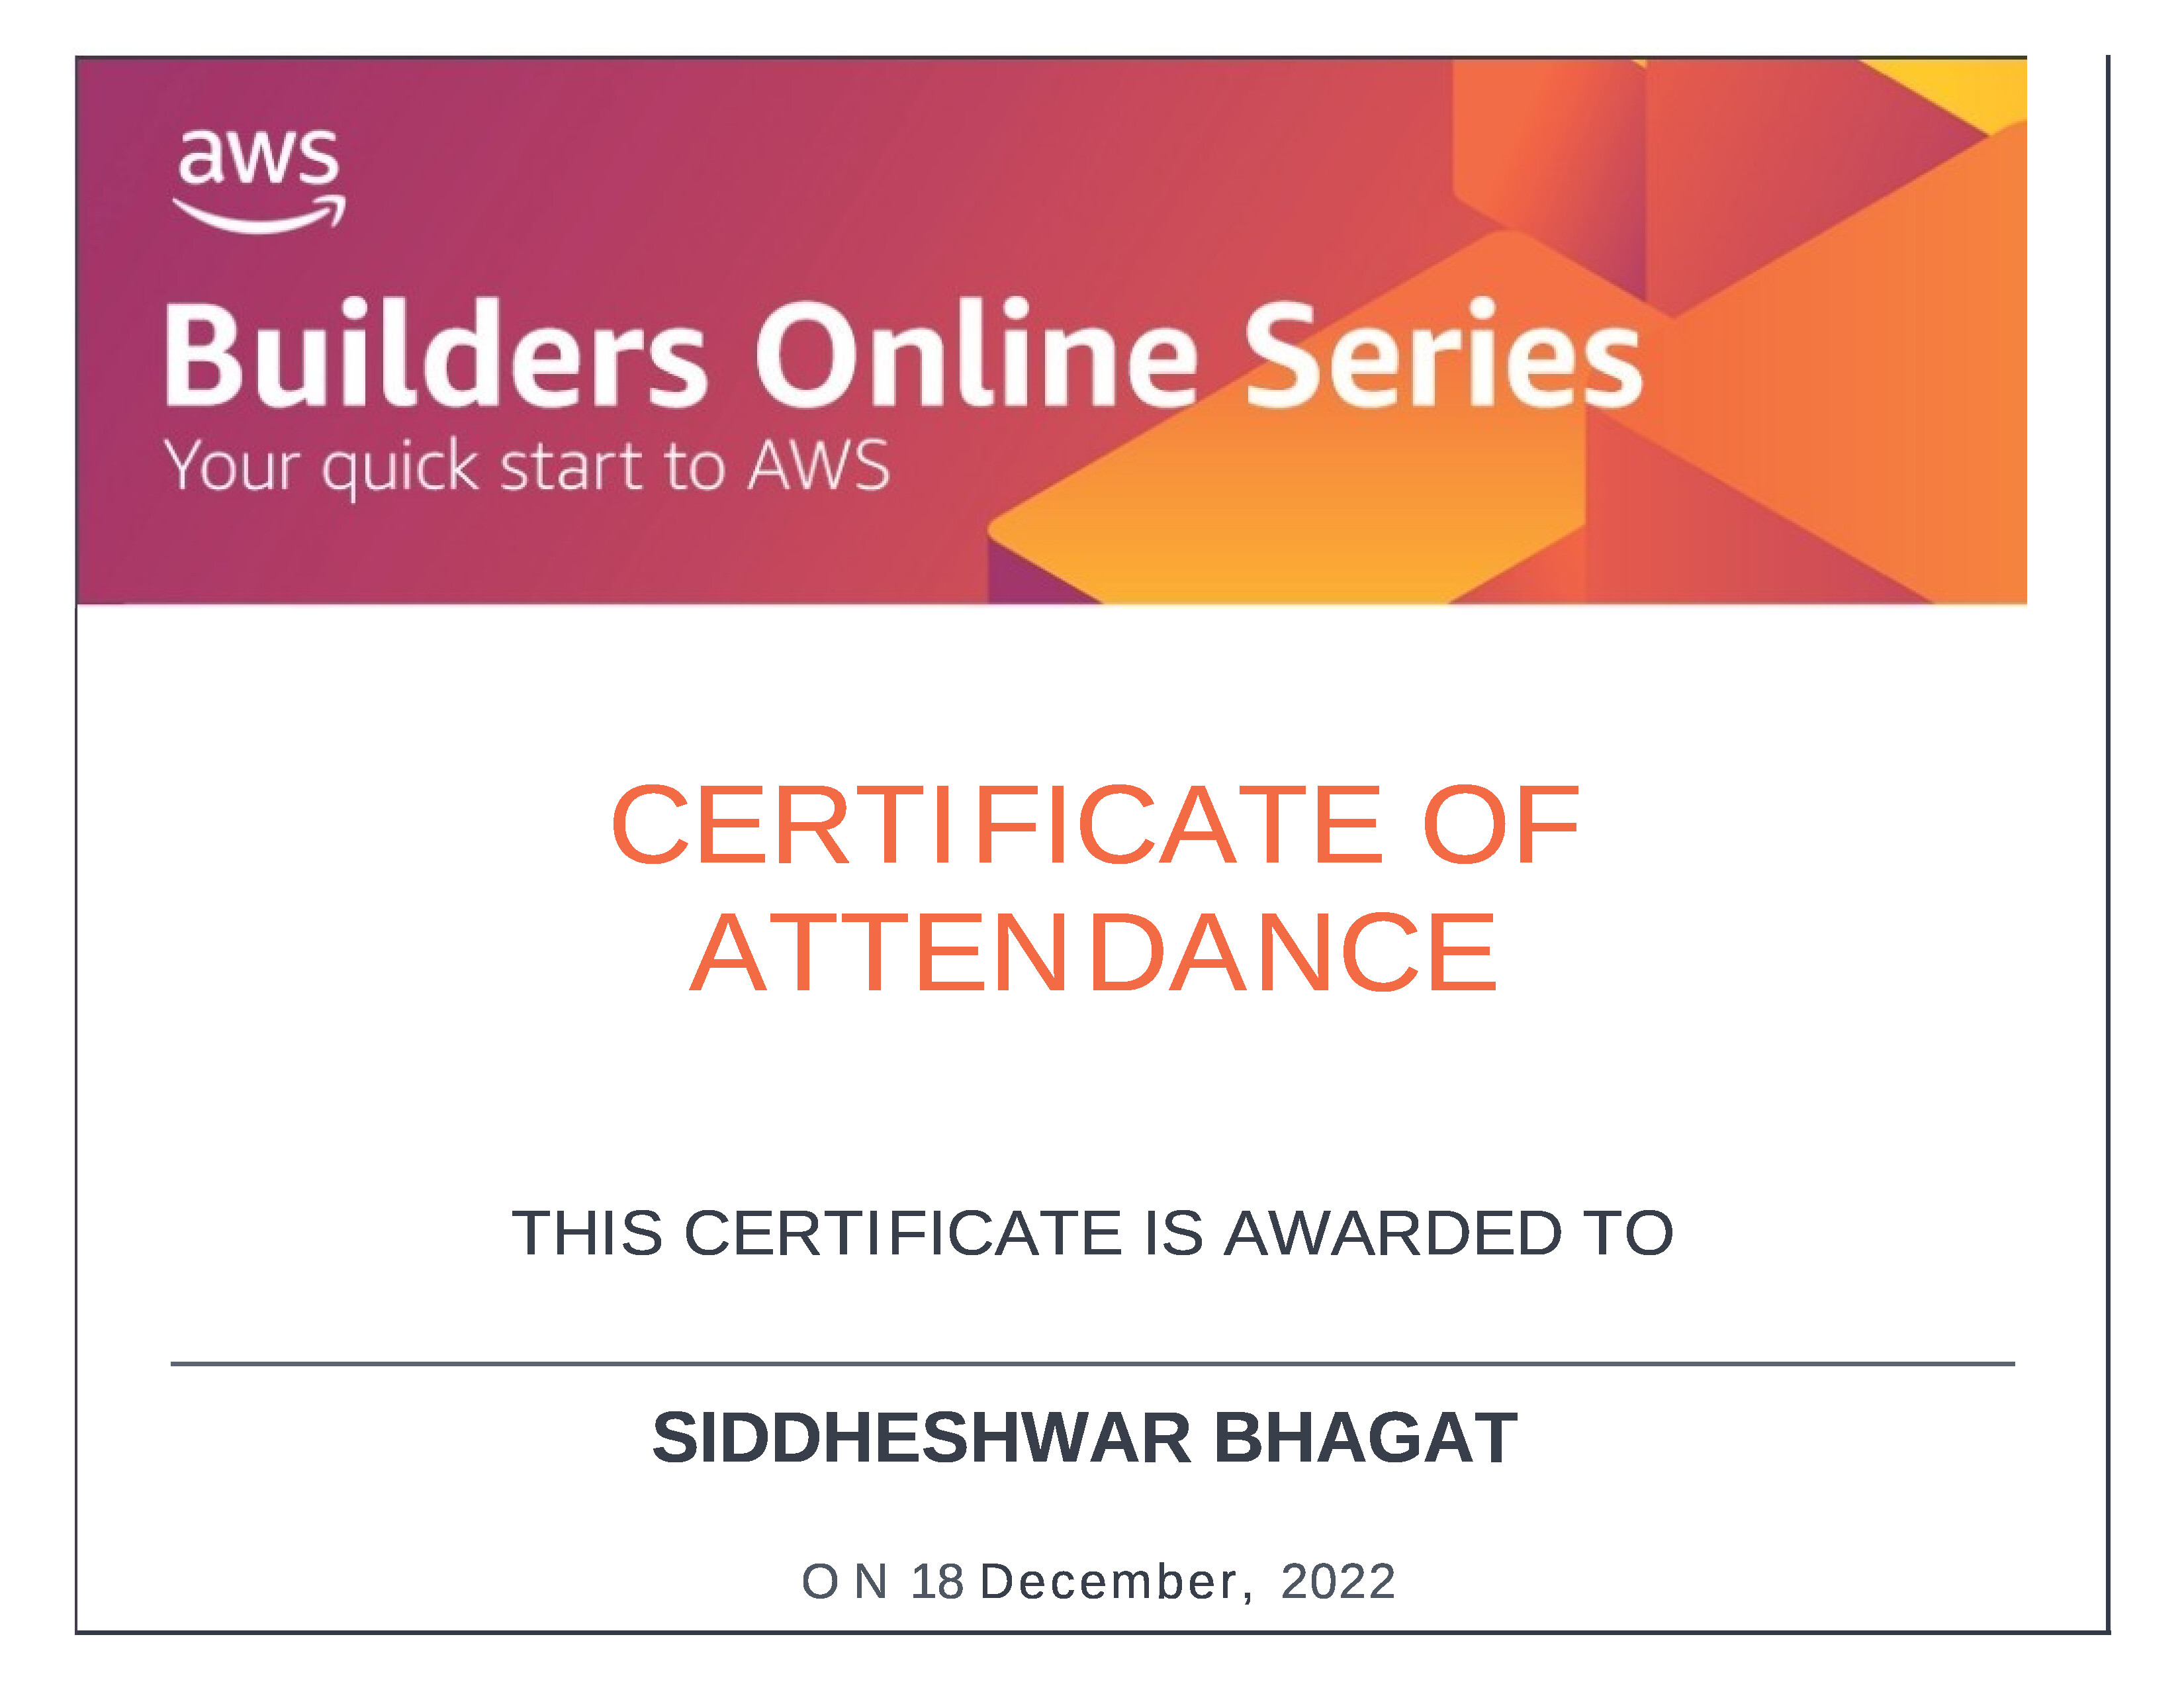 aws
Builders Online Series
Your quick start to AWS
CERTIFICATE OF
ATTENDANCE
THIS CERTIFICATE IS AWARDED TO
SIDDHESHWAR BHAGAT
ON 18 December, 2022